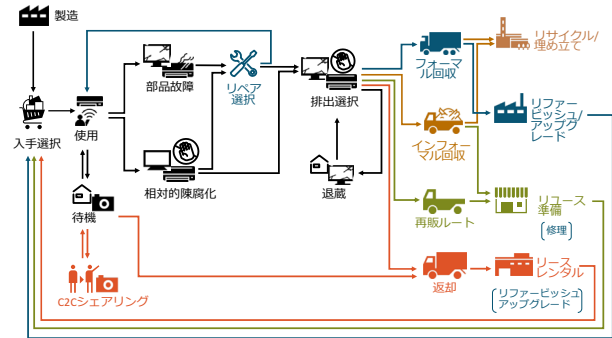 製造
入手選択
使用
待機
C2Cシェアリング
部品故障
相対的陳腐化
リペア
選択
排出選択
退蔵
フォーマ
ル回収
インフォー
マル回収
再販ルート
返却
リサイクル/
埋め立て
リファー
ビッシュ/
アップグ
レード
リユース
準備
(修理)
リース
レンタル
(リファービッシュ
アップグレード)